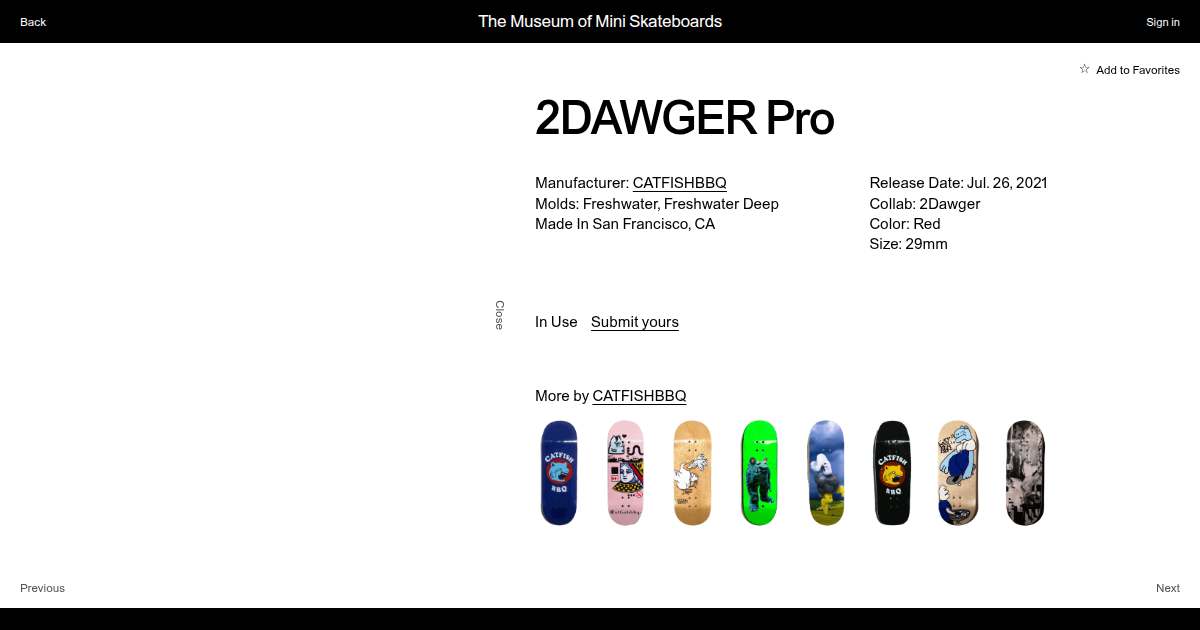 Back
The Museum of Mini Skateboards
Sign in
☆ Add to Favorites
2DAWGER Pro
Manufacturer: CATFISHBBQ
Molds: Freshwater, Freshwater Deep
Made In San Francisco, CA
Release Date: Jul. 26, 2021
Collab: 2Dawger
Color: Red
Size: 29mm
Close
In Use Submit yours
More by CATFISHBBQ
CATFISH
BBQ
CATFISH
BBQ
Previous
Next